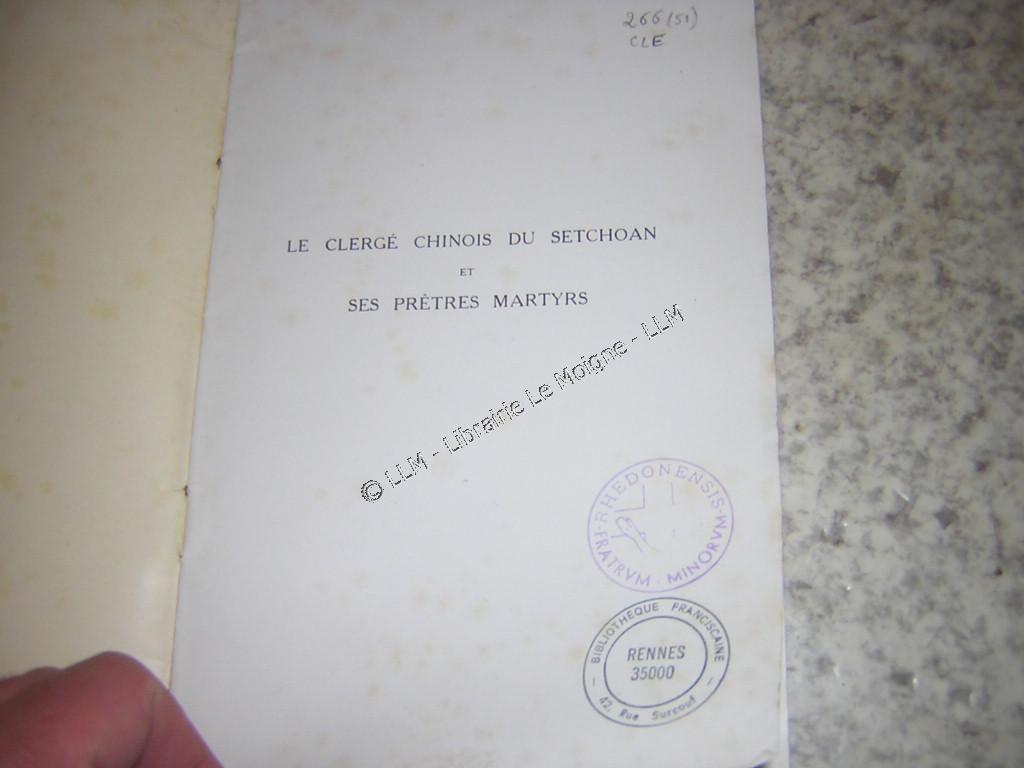 266 (51)
CLE
LE CLERGÉ CHINOIS DU SETCHOAN
ET
SES PRÊTRES MARTYRS
© LLM - Librairie Le Moigne - LLM
RHEDONENSIS · FRATRVM · MINORVM
BIBLIOTHEQUE FRANCISCAINE
RENNES
35000
— 42, Rue Surcouf —